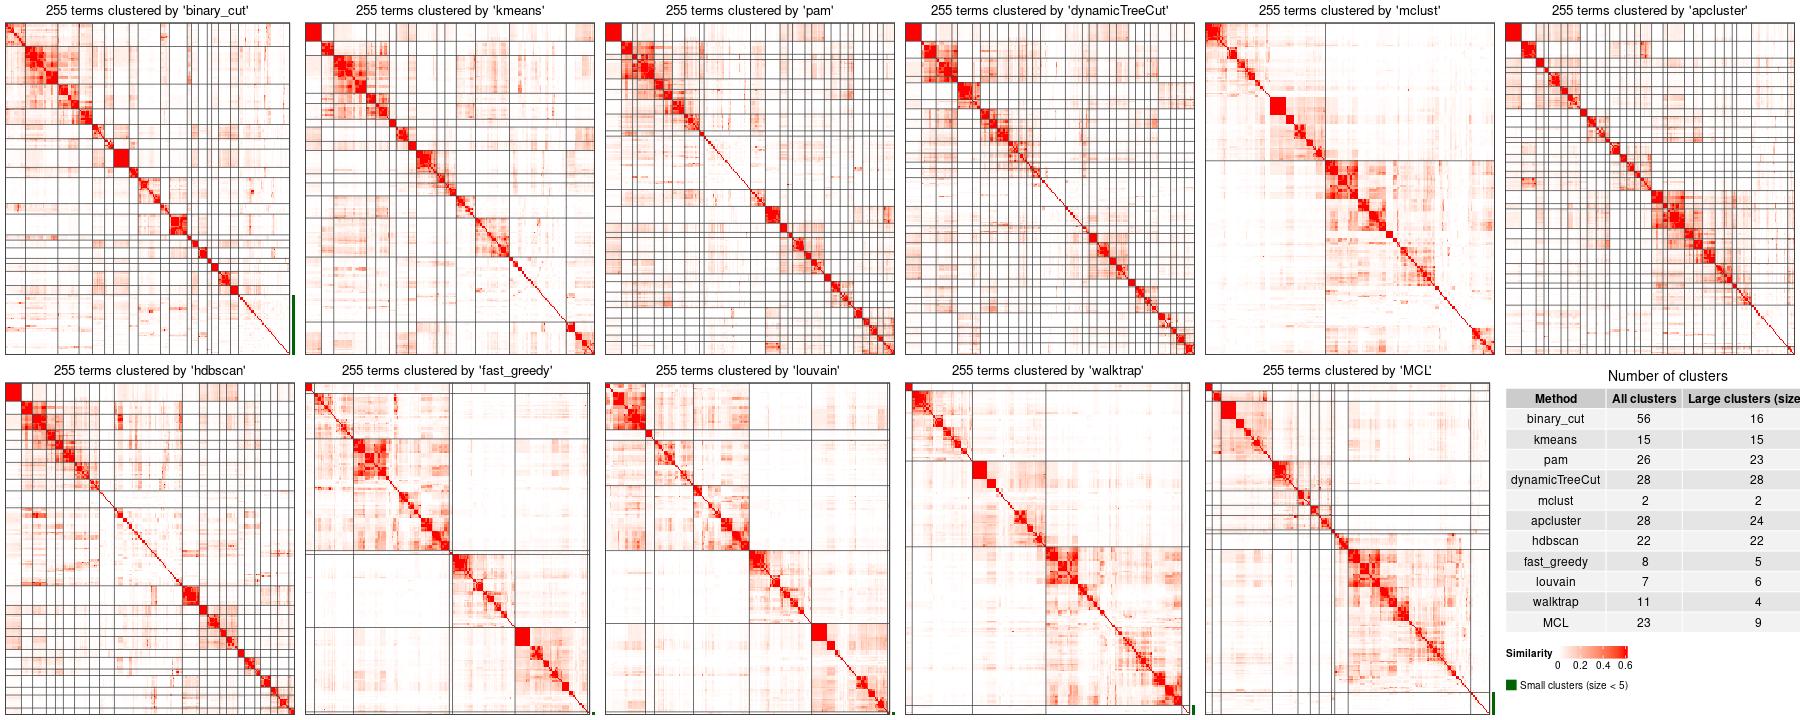 255 terms clustered by 'binary_cut'
255 terms clustered by 'kmeans'
255 terms clustered by 'pam'
255 terms clustered by 'dynamicTreeCut'
255 terms clustered by 'mclust'
255 terms clustered by 'apcluster'
255 terms clustered by 'hdbscan'
255 terms clustered by 'fast_greedy'
255 terms clustered by 'louvain'
255 terms clustered by 'walktrap'
255 terms clustered by 'MCL'
Number of clusters
Method All clusters Large clusters (size
binary_cut 56 16
kmeans 15 15
pam 26 23
dynamicTreeCut 28 28
mclust 2 2
apcluster 28 24
hdbscan 22 22
fast_greedy 8 5
louvain 7 6
walktrap 11 4
MCL 23 9
Similarity
0 0.2 0.4 0.6
Small clusters (size < 5)